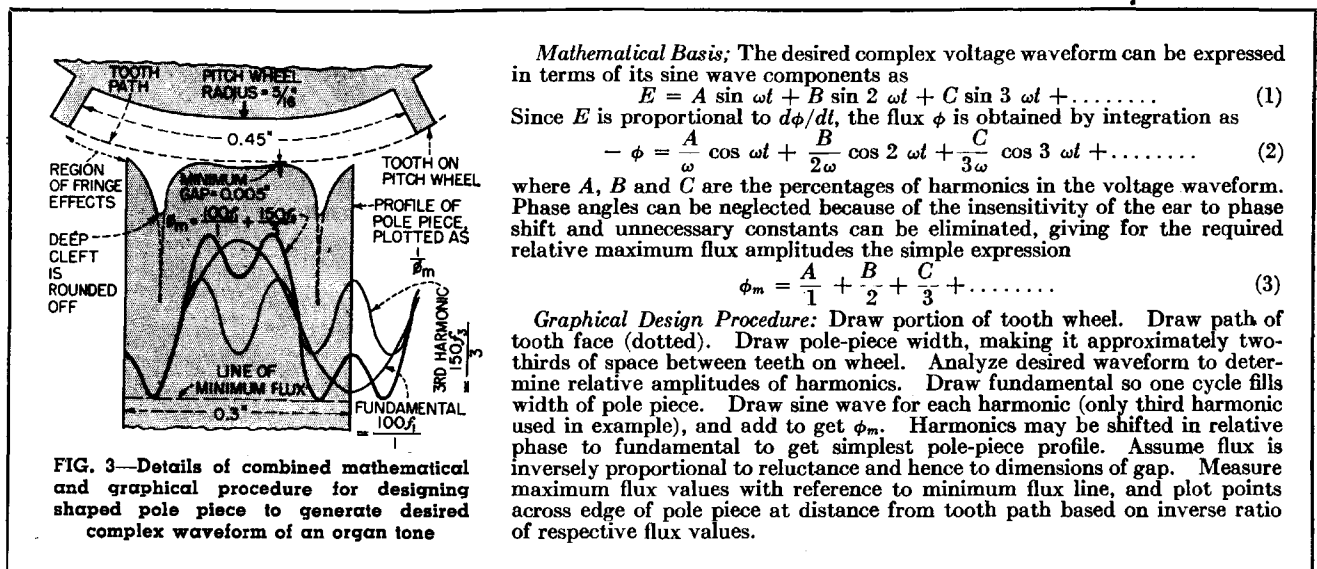 TOOTH
PATH
PITCH WHEEL
RADIUS = 5/16"
0.45"
REGION
OF FRINGE
EFFECTS
MINIMUM
GAP=0.005"
TOOTH ON
PITCH WHEEL
ϕm = 100f1/1 + 150f3/3
PROFILE OF
POLE PIECE,
PLOTTED AS
1/ϕm
DEEP
CLEFT
IS
ROUNDED
OFF
LINE OF
MINIMUM FLUX
0.3"
3RD HARMONIC
= 150f3/3
FUNDAMENTAL
= 100f1/1
FIG. 3—Details of combined mathematical
and graphical procedure for designing
shaped pole piece to generate desired
complex waveform of an organ tone
Mathematical Basis; The desired complex voltage waveform can be expressed
in terms of its sine wave components as
E = A sin ωt + B sin 2 ωt + C sin 3 ωt +........ (1)
Since E is proportional to dϕ/dt, the flux ϕ is obtained by integration as
− ϕ = A/ω cos ωt + B/2ω cos 2 ωt + C/3ω cos 3 ωt +........ (2)
where A, B and C are the percentages of harmonics in the voltage waveform.
Phase angles can be neglected because of the insensitivity of the ear to phase
shift and unnecessary constants can be eliminated, giving for the required
relative maximum flux amplitudes the simple expression
ϕm = A/1 + B/2 + C/3 +........ (3)
Graphical Design Procedure: Draw portion of tooth wheel. Draw path of
tooth face (dotted). Draw pole-piece width, making it approximately two-
thirds of space between teeth on wheel. Analyze desired waveform to deter-
mine relative amplitudes of harmonics. Draw fundamental so one cycle fills
width of pole piece. Draw sine wave for each harmonic (only third harmonic
used in example), and add to get ϕm. Harmonics may be shifted in relative
phase to fundamental to get simplest pole-piece profile. Assume flux is
inversely proportional to reluctance and hence to dimensions of gap. Measure
maximum flux values with reference to minimum flux line, and plot points
across edge of pole piece at distance from tooth path based on inverse ratio
of respective flux values.